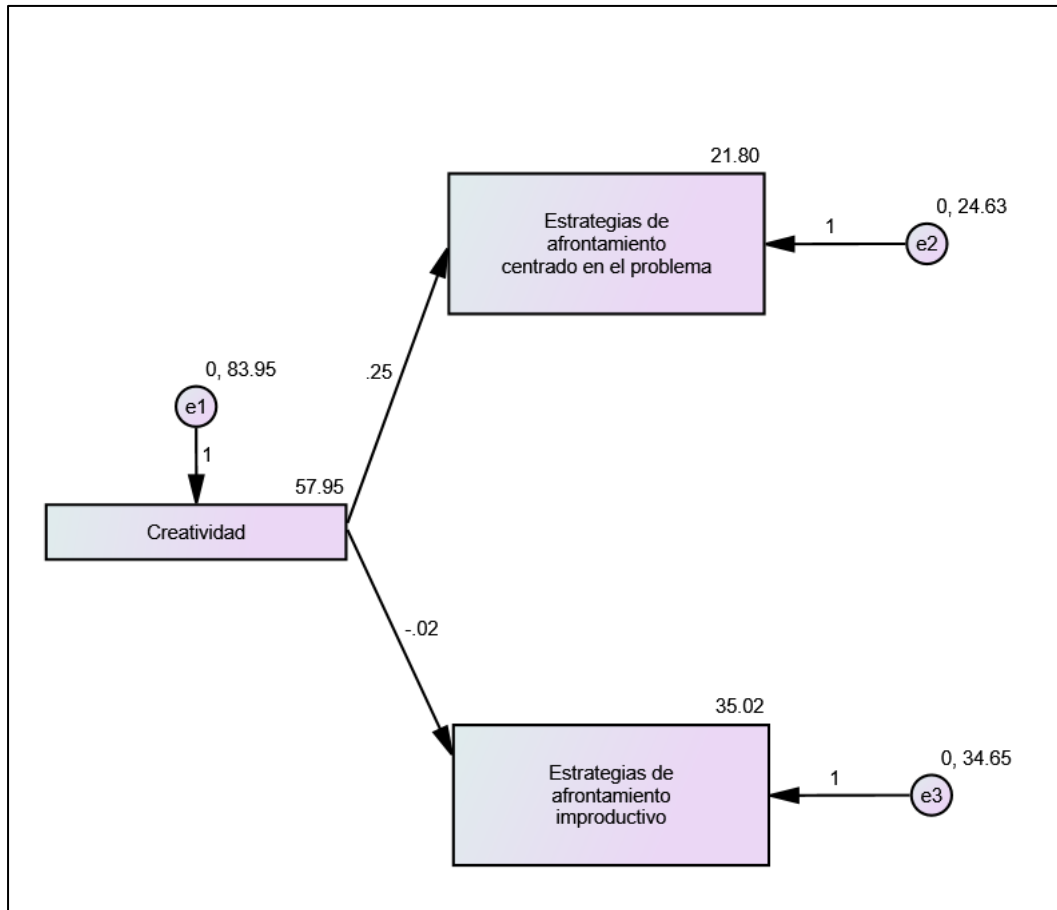 21.80
0, 24.63
Estrategias de
afrontamiento
centrado en el problema
1
e2
.25
0, 83.95
e1
1
57.95
Creatividad
-.02
35.02
0, 34.65
Estrategias de
afrontamiento
improductivo
1
e3